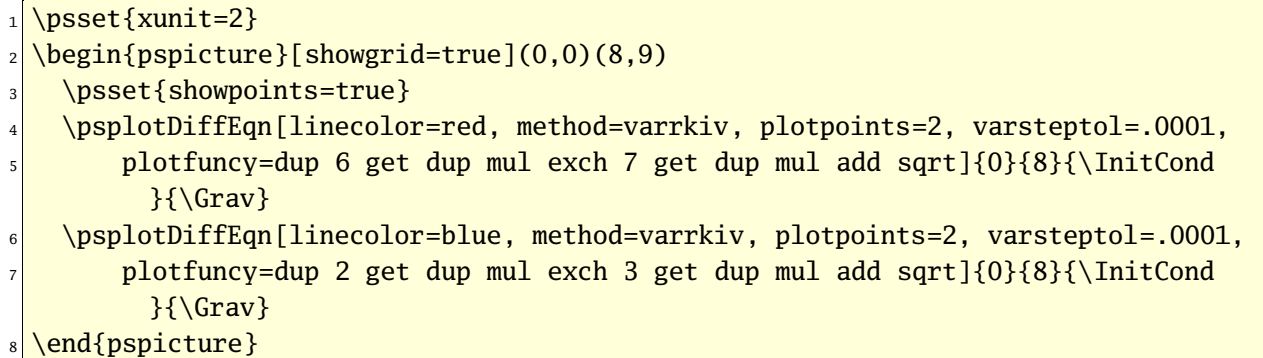 1 \psset{xunit=2}
2 \begin{pspicture}[showgrid=true](0,0)(8,9)
3   \psset{showpoints=true}
4   \psplotDiffEqn[linecolor=red, method=varrkiv, plotpoints=2, varsteptol=.0001,
5       plotfuncy=dup 6 get dup mul exch 7 get dup mul add sqrt]{0}{8}{\InitCond
          }{\Grav}
6   \psplotDiffEqn[linecolor=blue, method=varrkiv, plotpoints=2, varsteptol=.0001,
7       plotfuncy=dup 2 get dup mul exch 3 get dup mul add sqrt]{0}{8}{\InitCond
          }{\Grav}
8 \end{pspicture}